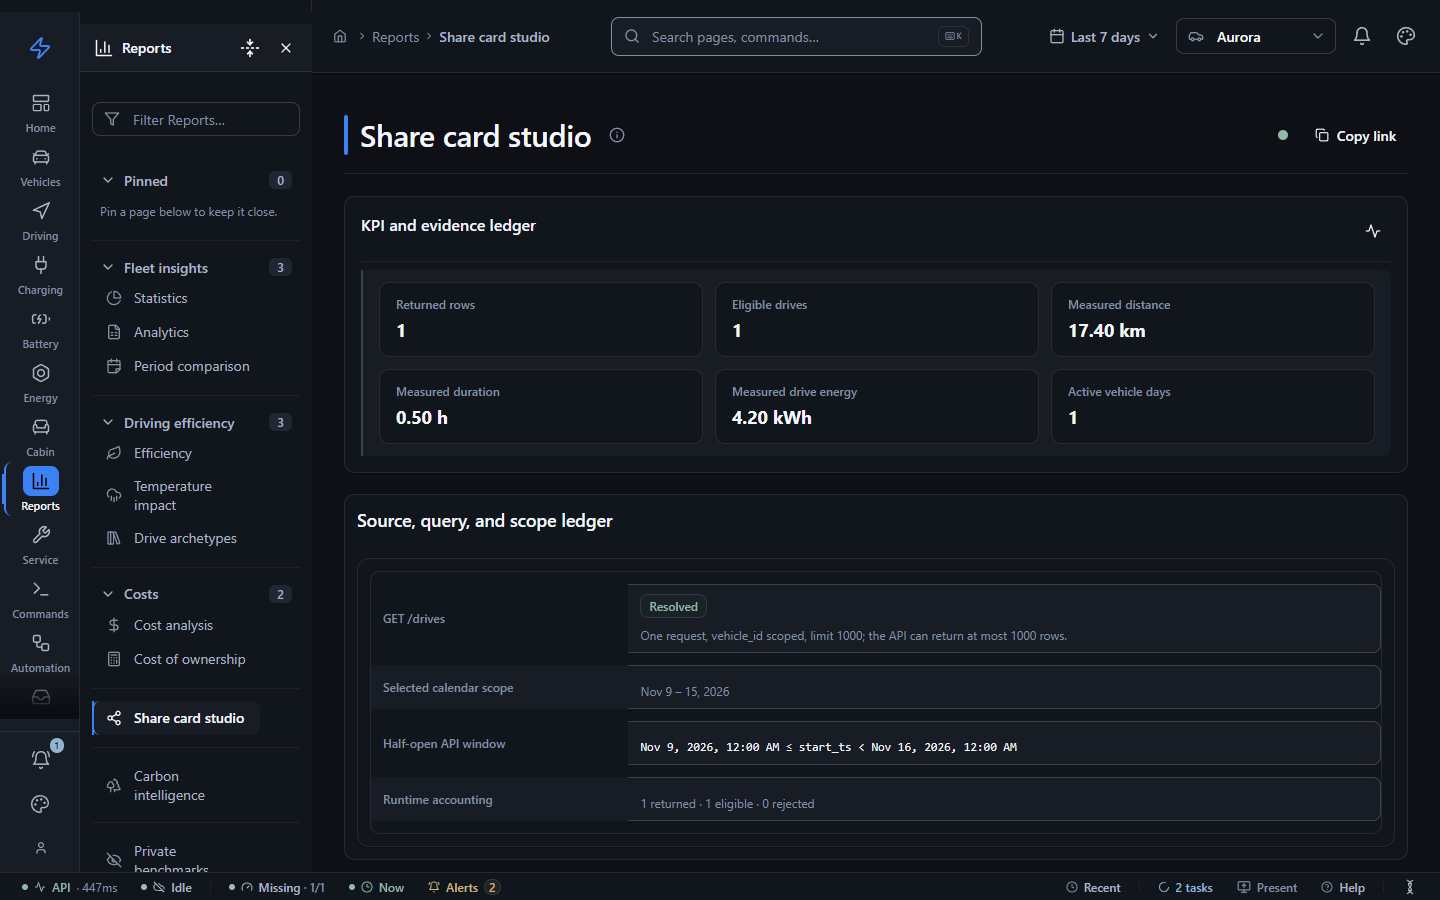 Reports
Reports
Share card studio
Search pages, commands...
K
Last 7 days
Aurora
Home
Vehicles
Driving
Charging
Battery
Energy
Cabin
Reports
Service
Commands
Automation
1
Filter Reports...
Pinned
0
Pin a page below to keep it close.
Fleet insights
3
Statistics
Analytics
Period comparison
Driving efficiency
3
Efficiency
Temperature
impact
Drive archetypes
Costs
2
Cost analysis
Cost of ownership
Share card studio
Carbon
intelligence
Private
benchmarks
Share card studio
Copy link
KPI and evidence ledger
Returned rows
1
Eligible drives
1
Measured distance
17.40 km
Measured duration
0.50 h
Measured drive energy
4.20 kWh
Active vehicle days
1
Source, query, and scope ledger
GET /drives
Resolved
One request, vehicle_id scoped, limit 1000; the API can return at most 1000 rows.
Selected calendar scope
Nov 9 – 15, 2026
Half-open API window
Nov 9, 2026, 12:00 AM ≤ start_ts < Nov 16, 2026, 12:00 AM
Runtime accounting
1 returned · 1 eligible · 0 rejected
API · 447ms
Idle
Missing · 1/1
Now
Alerts 2
Recent
2 tasks
Present
Help